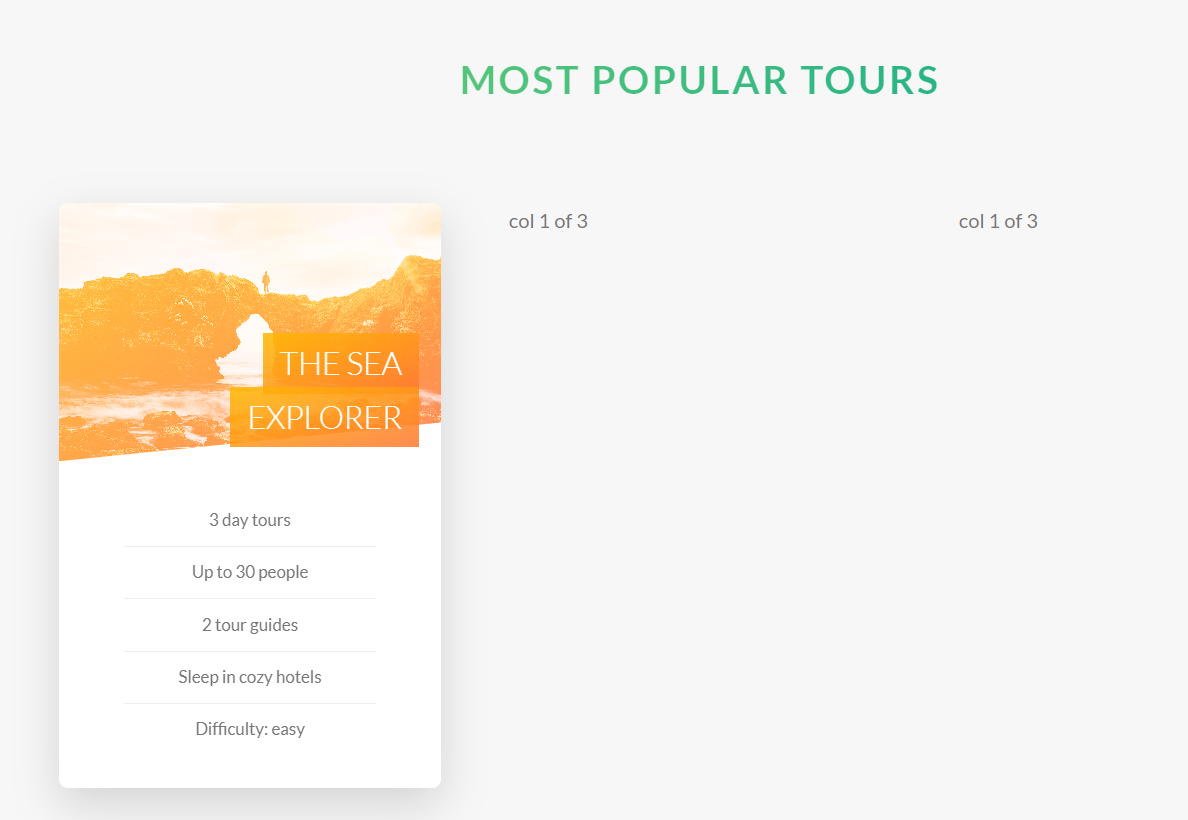 MOST POPULAR TOURS
THE SEA
EXPLORER
3 day tours
Up to 30 people
2 tour guides
Sleep in cozy hotels
Difficulty: easy
col 1 of 3
col 1 of 3